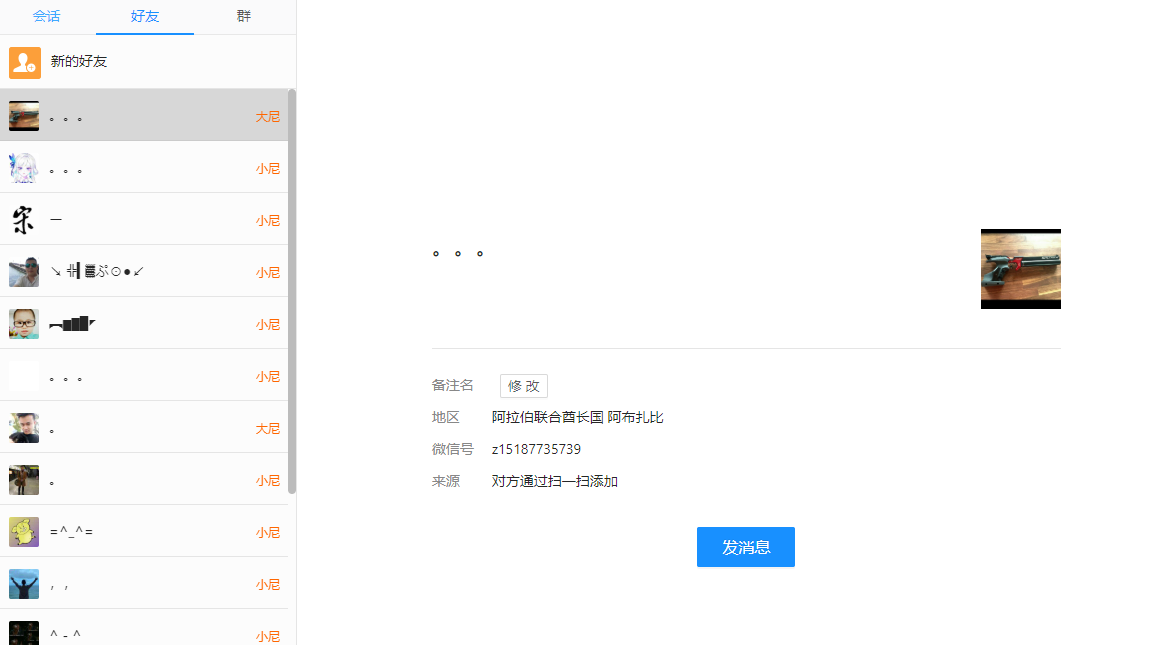 会话 好友 群
新的好友
。。。 大尼
。。。 小尼
宋 一 小尼
小尼
小尼
。。。 小尼
。 大尼
。 小尼
=^_^= 小尼
，， 小尼
^ - ^ 小尼
。。。
备注名 修 改
地区 阿拉伯联合酋长国 阿布扎比
微信号 z15187735739
来源 对方通过扫一扫添加
发消息